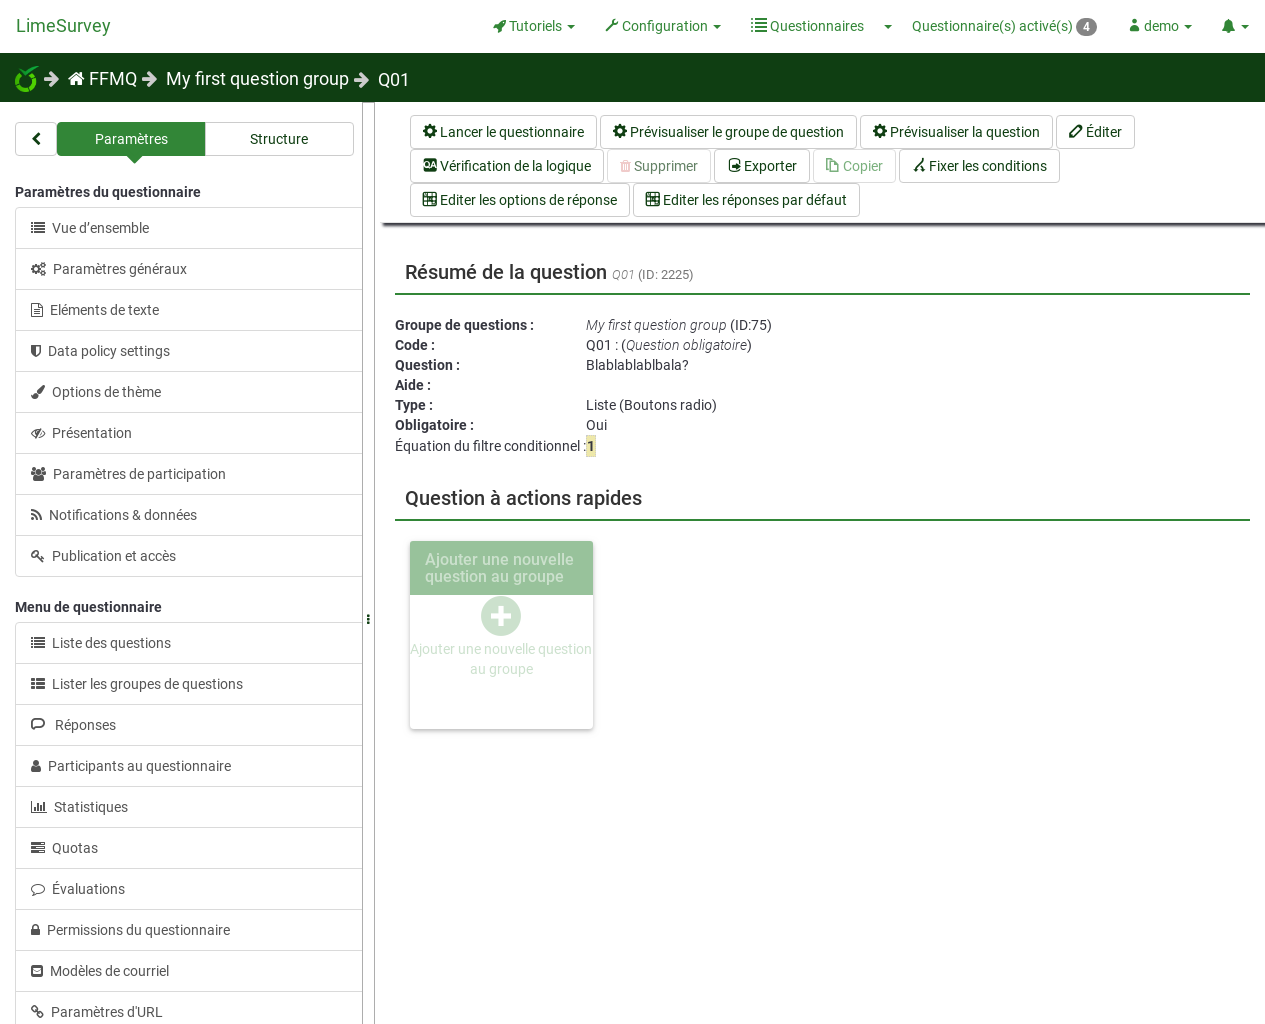 LimeSurvey
Tutoriels
Configuration
Questionnaires
Questionnaire(s) activé(s) 4
demo
FFMQ
My first question group
Q01
Paramètres
Structure
Lancer le questionnaire
Prévisualiser le groupe de question
Prévisualiser la question
Éditer
QA Vérification de la logique
Supprimer
Exporter
Copier
Fixer les conditions
Editer les options de réponse
Editer les réponses par défaut
Paramètres du questionnaire
Vue d’ensemble
Paramètres généraux
Eléments de texte
Data policy settings
Options de thème
Présentation
Paramètres de participation
Notifications & données
Publication et accès
Menu de questionnaire
Liste des questions
Lister les groupes de questions
Réponses
Participants au questionnaire
Statistiques
Quotas
Évaluations
Permissions du questionnaire
Modèles de courriel
Paramètres d'URL
Résumé de la question Q01 (ID: 2225)
Groupe de questions : My first question group (ID:75)
Code : Q01 : (Question obligatoire)
Question : Blablablablbala?
Aide :
Type : Liste (Boutons radio)
Obligatoire : Oui
Équation du filtre conditionnel : 1
Question à actions rapides
Ajouter une nouvelle
question au groupe
Ajouter une nouvelle question
au groupe